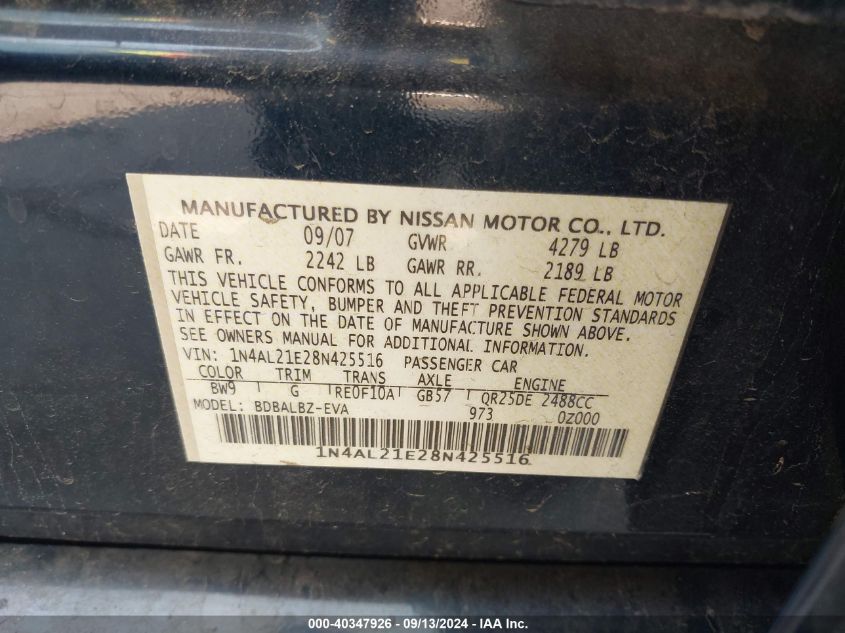 MANUFACTURED BY NISSAN MOTOR CO., LTD.
DATE 09/07 GVWR 4279 LB
GAWR FR. 2242 LB GAWR RR. 2189 LB
THIS VEHICLE CONFORMS TO ALL APPLICABLE FEDERAL MOTOR
VEHICLE SAFETY, BUMPER AND THEFT PREVENTION STANDARDS
IN EFFECT ON THE DATE OF MANUFACTURE SHOWN ABOVE.
SEE OWNERS MANUAL FOR ADDITIONAL INFORMATION.
VIN: 1N4AL21E28N425516 PASSENGER CAR
COLOR TRIM TRANS AXLE ENGINE
BW9 G RE0F10A GB57 QR25DE 2488CC
MODEL: BDBALBZ-EVA 973 0Z000
1N4AL21E28N425516
000-40347926 - 09/13/2024 - IAA Inc.